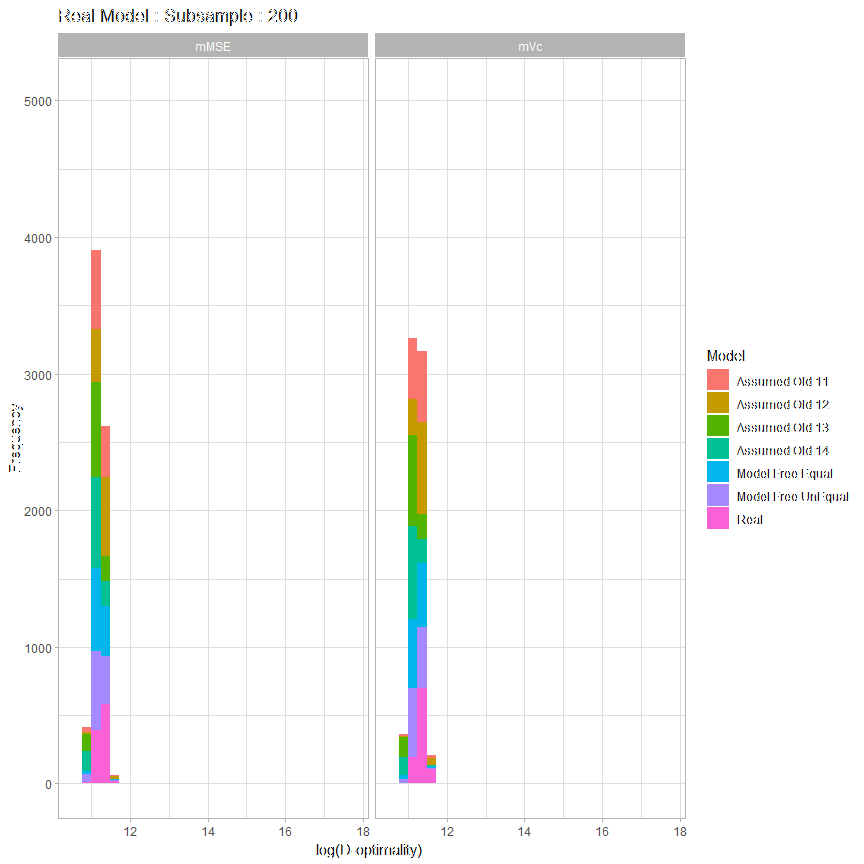 Real Model : Subsample : 200
mMSE
mVc
5000
4000
3000
2000
1000
0
Frequency
12
14
16
18
12
14
16
18
log(D-optimality)
Model
Assumed Old 11
Assumed Old 12
Assumed Old 13
Assumed Old 14
Model Free Equal
Model Free UnEqual
Real